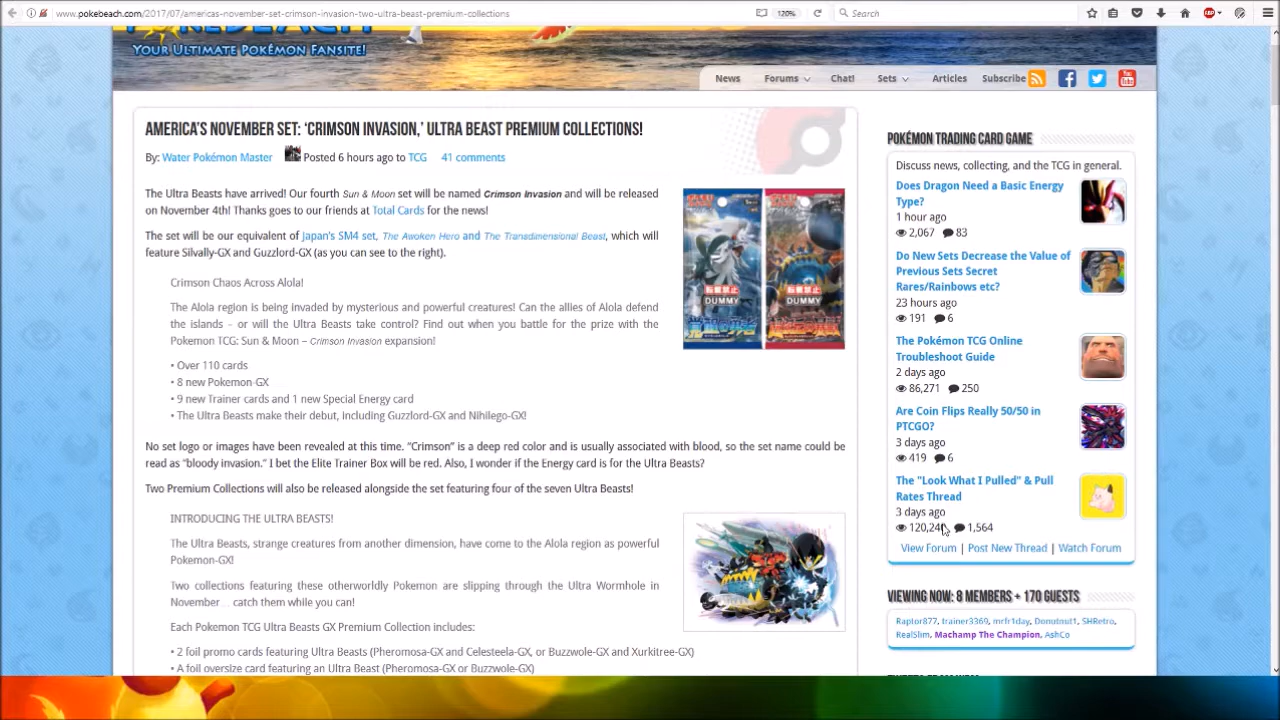 www.pokebeach.com/2017/07/americas-november-set-crimson-invasion-two-ultra-beast-premium-collections
120%
Search
ABP
YOUR ULTIMATE POKÉMON FANSITE!
News
Forums
Chat!
Sets
Articles
Subscribe
You
AMERICA'S NOVEMBER SET: 'CRIMSON INVASION,' ULTRA BEAST PREMIUM COLLECTIONS!
By: Water Pokémon Master Posted 6 hours ago to TCG 41 comments
The Ultra Beasts have arrived! Our fourth Sun & Moon set will be named Crimson Invasion and will be released
on November 4th! Thanks goes to our friends at Total Cards for the news!
The set will be our equivalent of Japan's SM4 set, The Awoken Hero and The Transdimensional Beast, which will
feature Silvally-GX and Guzzlord-GX (as you can see to the right).
DUMMY
DUMMY
Crimson Chaos Across Alola!
The Alola region is being invaded by mysterious and powerful creatures! Can the allies of Alola defend
the islands – or will the Ultra Beasts take control? Find out when you battle for the prize with the
Pokemon TCG: Sun & Moon – Crimson Invasion expansion!
• Over 110 cards
• 8 new Pokemon-GX
• 9 new Trainer cards and 1 new Special Energy card
• The Ultra Beasts make their debut, including Guzzlord-GX and Nihilego-GX!
No set logo or images have been revealed at this time. "Crimson" is a deep red color and is usually associated with blood, so the set name could be
read as "bloody invasion." I bet the Elite Trainer Box will be red. Also, I wonder if the Energy card is for the Ultra Beasts?
Two Premium Collections will also be released alongside the set featuring four of the seven Ultra Beasts!
INTRODUCING THE ULTRA BEASTS!
The Ultra Beasts, strange creatures from another dimension, have come to the Alola region as powerful
Pokemon-GX!
Two collections featuring these otherworldly Pokemon are slipping through the Ultra Wormhole in
November catch them while you can!
Each Pokemon TCG Ultra Beasts GX Premium Collection includes:
• 2 foil promo cards featuring Ultra Beasts (Pheromosa-GX and Celesteela-GX, or Buzzwole-GX and Xurkitree-GX)
• A foil oversize card featuring an Ultra Beast (Pheromosa-GX or Buzzwole-GX)
POKÉMON TRADING CARD GAME
Discuss news, collecting, and the TCG in general.
Does Dragon Need a Basic Energy
Type?
1 hour ago
2,067 83
Do New Sets Decrease the Value of
Previous Sets Secret
Rares/Rainbows etc?
23 hours ago
191 6
The Pokémon TCG Online
Troubleshoot Guide
2 days ago
86,271 250
Are Coin Flips Really 50/50 in
PTCGO?
3 days ago
419 6
The "Look What I Pulled" & Pull
Rates Thread
3 days ago
1,564
View Forum | Post New Thread | Watch Forum
VIEWING NOW: 8 MEMBERS + 170 GUESTS
Raptor877, trainer3369, mrfr1day, Donutnut1, SHRetro,
RealSlim, Machamp The Champion, AshCo